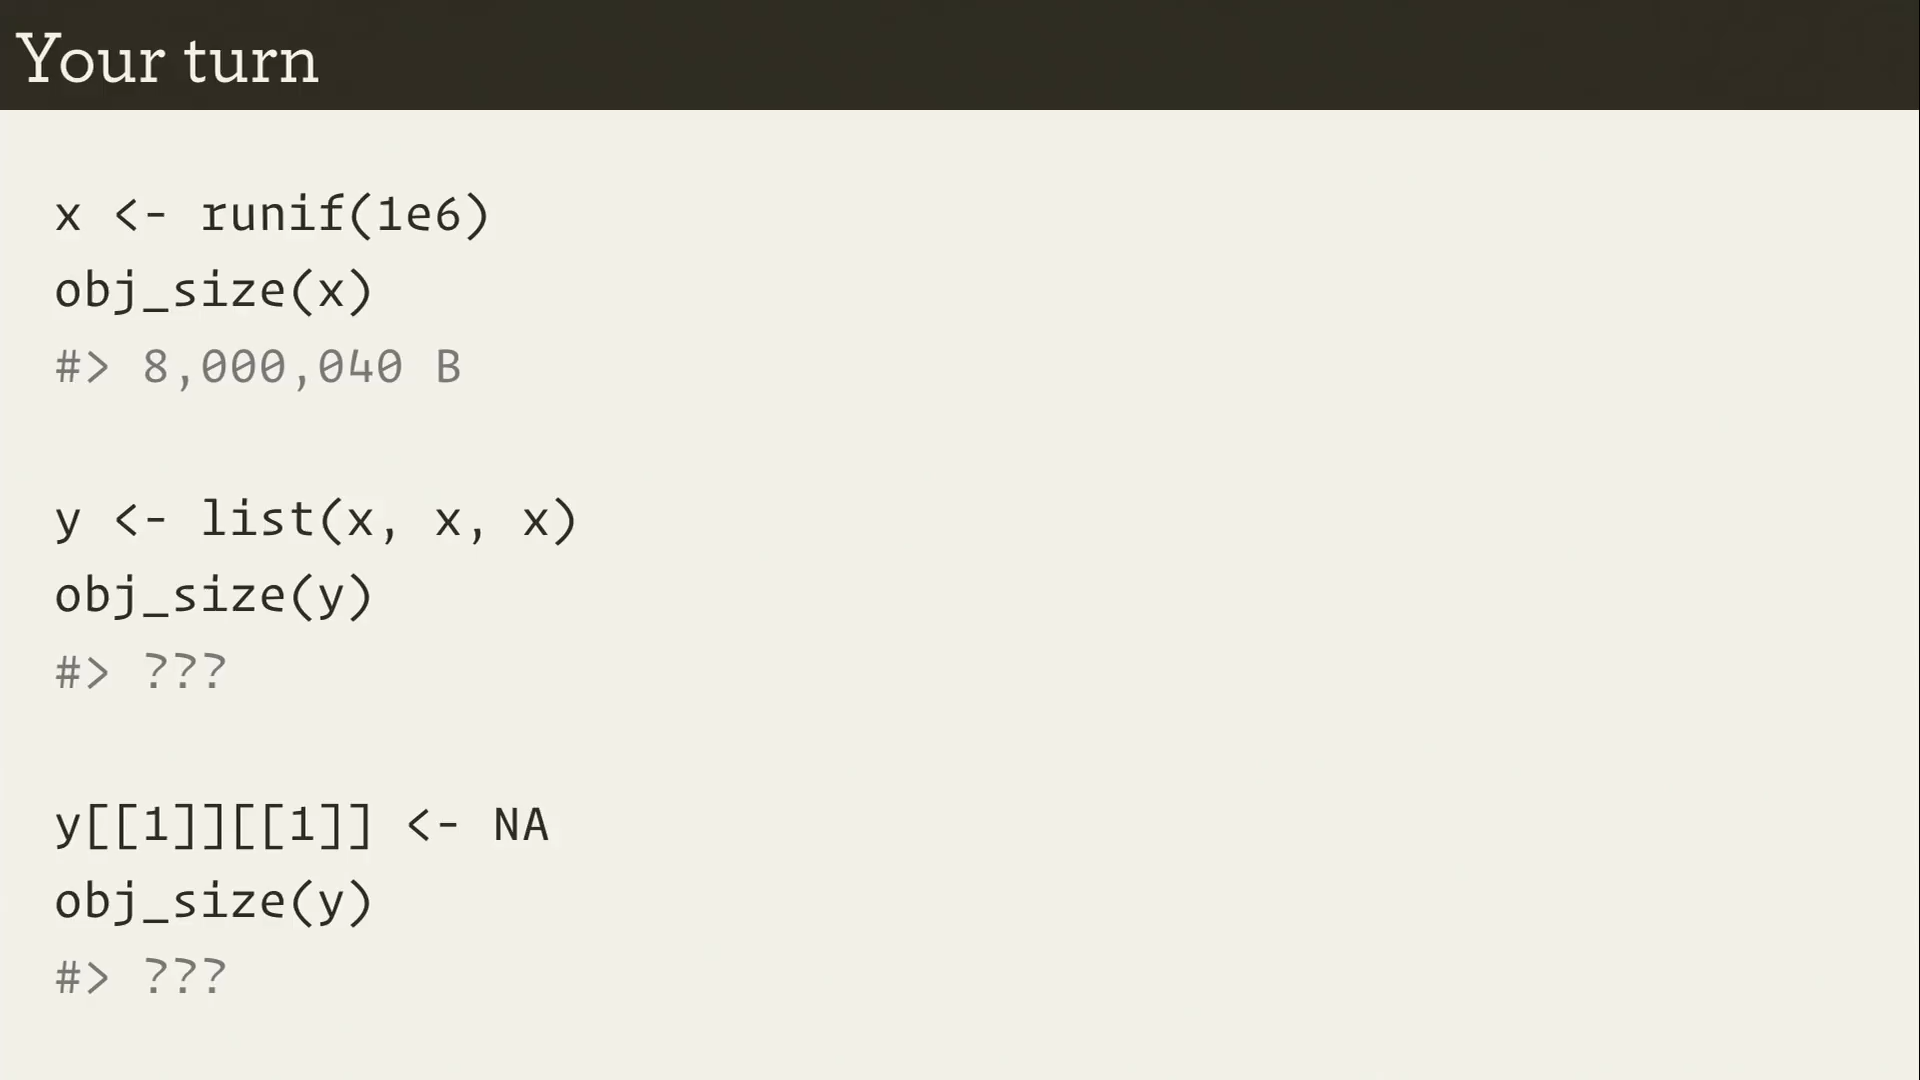 Your turn
x <- runif(1e6)
obj_size(x)
#> 8,000,040 B
y <- list(x, x, x)
obj_size(y)
#> ???
y[[1]][[1]] <- NA
obj_size(y)
#> ???